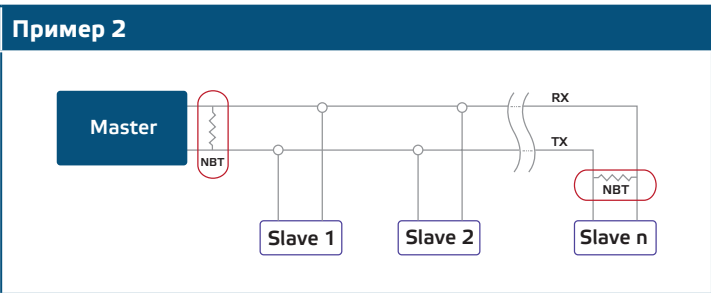 Пример 2
RX
Master
TX
NBT
NBT
Slave 1
Slave 2
Slave n